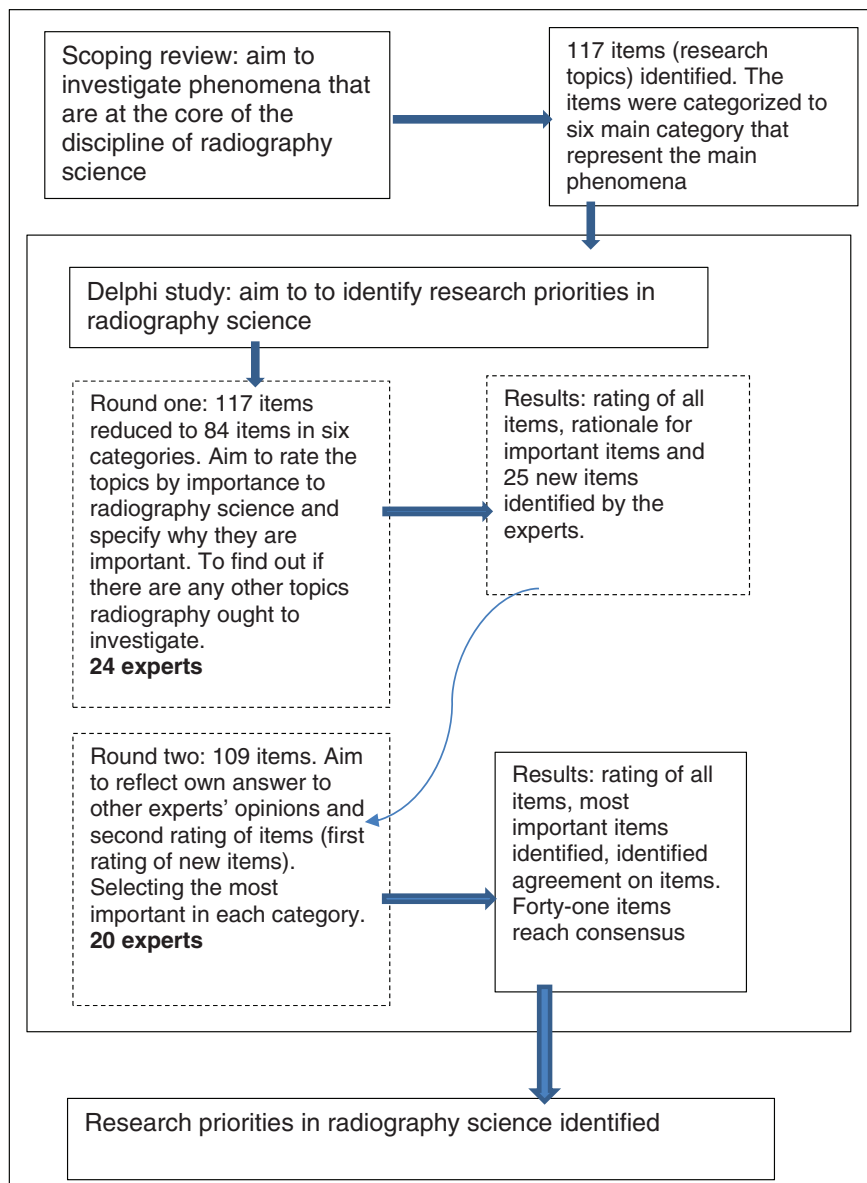 Scoping review: aim to
investigate phenomena that
are at the core of the
discipline of radiography
science
117 items (research
topics) identified. The
items were categorized to
six main category that
represent the main
phenomena
Delphi study: aim to to identify research priorities in
radiography science
Round one: 117 items
reduced to 84 items in six
categories. Aim to rate the
topics by importance to
radiography science and
specify why they are
important. To find out if
there are any other topics
radiography ought to
investigate.
24 experts
Results: rating of all
items, rationale for
important items and
25 new items
identified by the
experts.
Round two: 109 items. Aim
to reflect own answer to
other experts’ opinions and
second rating of items (first
rating of new items).
Selecting the most
important in each category.
20 experts
Results: rating of all
items, most
important items
identified, identified
agreement on items.
Forty-one items
reach consensus
Research priorities in radiography science identified